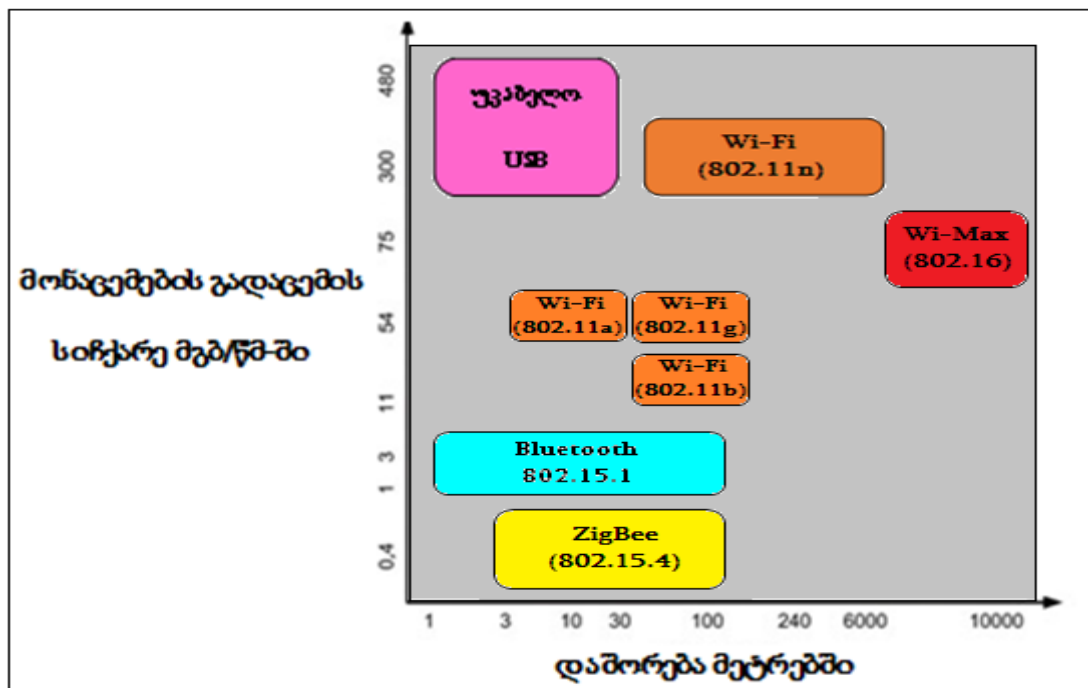 480
300
75
54
11
3
1
0,4
მონაცემების გადაცემის
სიჩქარე მგბ/წმ-ში
უკაბელო
USB
Wi-Fi
(802.11n)
Wi-Max
(802.16)
Wi-Fi
(802.11a)
Wi-Fi
(802.11g)
Wi-Fi
(802.11b)
Bluetooth
802.15.1
ZigBee
(802.15.4)
1 3 10 30 100 240 6000 10000
დაშორება მეტრებში